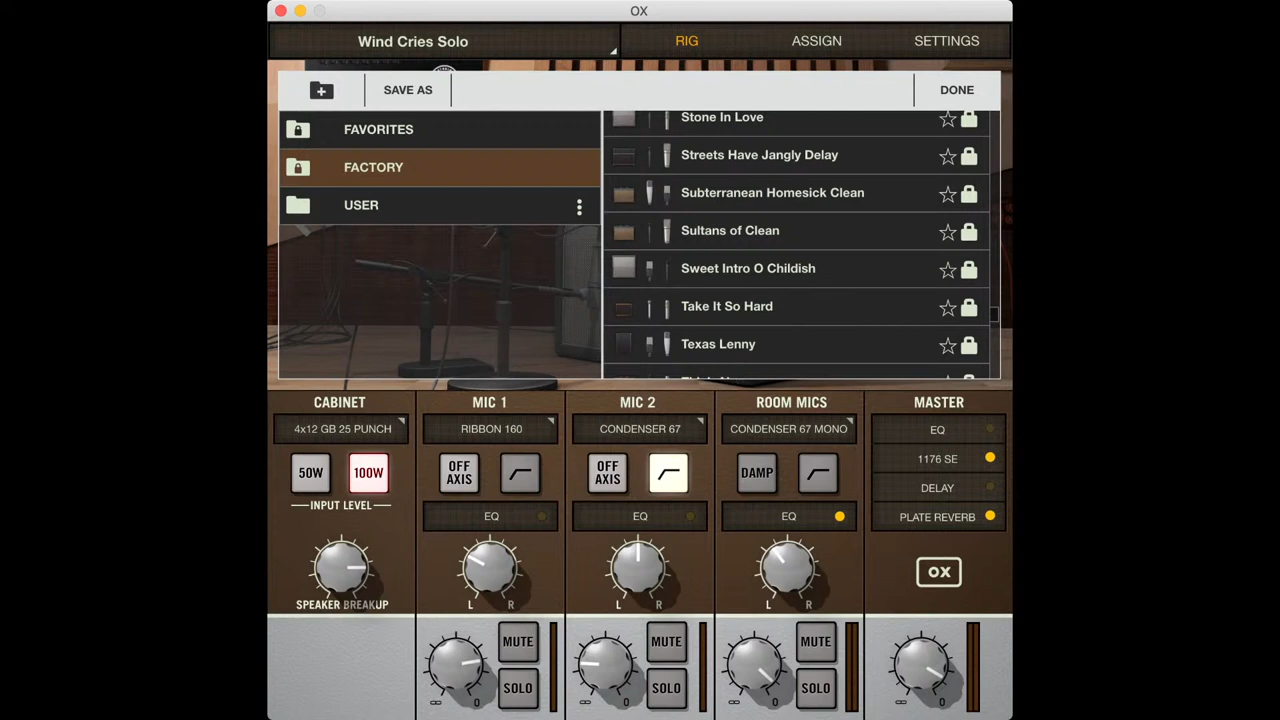 OX
Wind Cries Solo
RIG
ASSIGN
SETTINGS
SAVE AS
DONE
FAVORITES
FACTORY
USER
Stone In Love
Streets Have Jangly Delay
Subterranean Homesick Clean
Sultans of Clean
Sweet Intro O Childish
Take It So Hard
Texas Lenny
CABINET
4x12 GB 25 PUNCH
50W
100W
INPUT LEVEL
SPEAKER BREAKUP
MIC 1
RIBBON 160
OFF AXIS
EQ
L R
MUTE
SOLO
∞ 0
MIC 2
CONDENSER 67
OFF AXIS
EQ
L R
MUTE
SOLO
∞ 0
ROOM MICS
CONDENSER 67 MONO
DAMP
EQ
L R
MUTE
SOLO
∞ 0
MASTER
EQ
1176 SE
DELAY
PLATE REVERB
OX
∞ 0